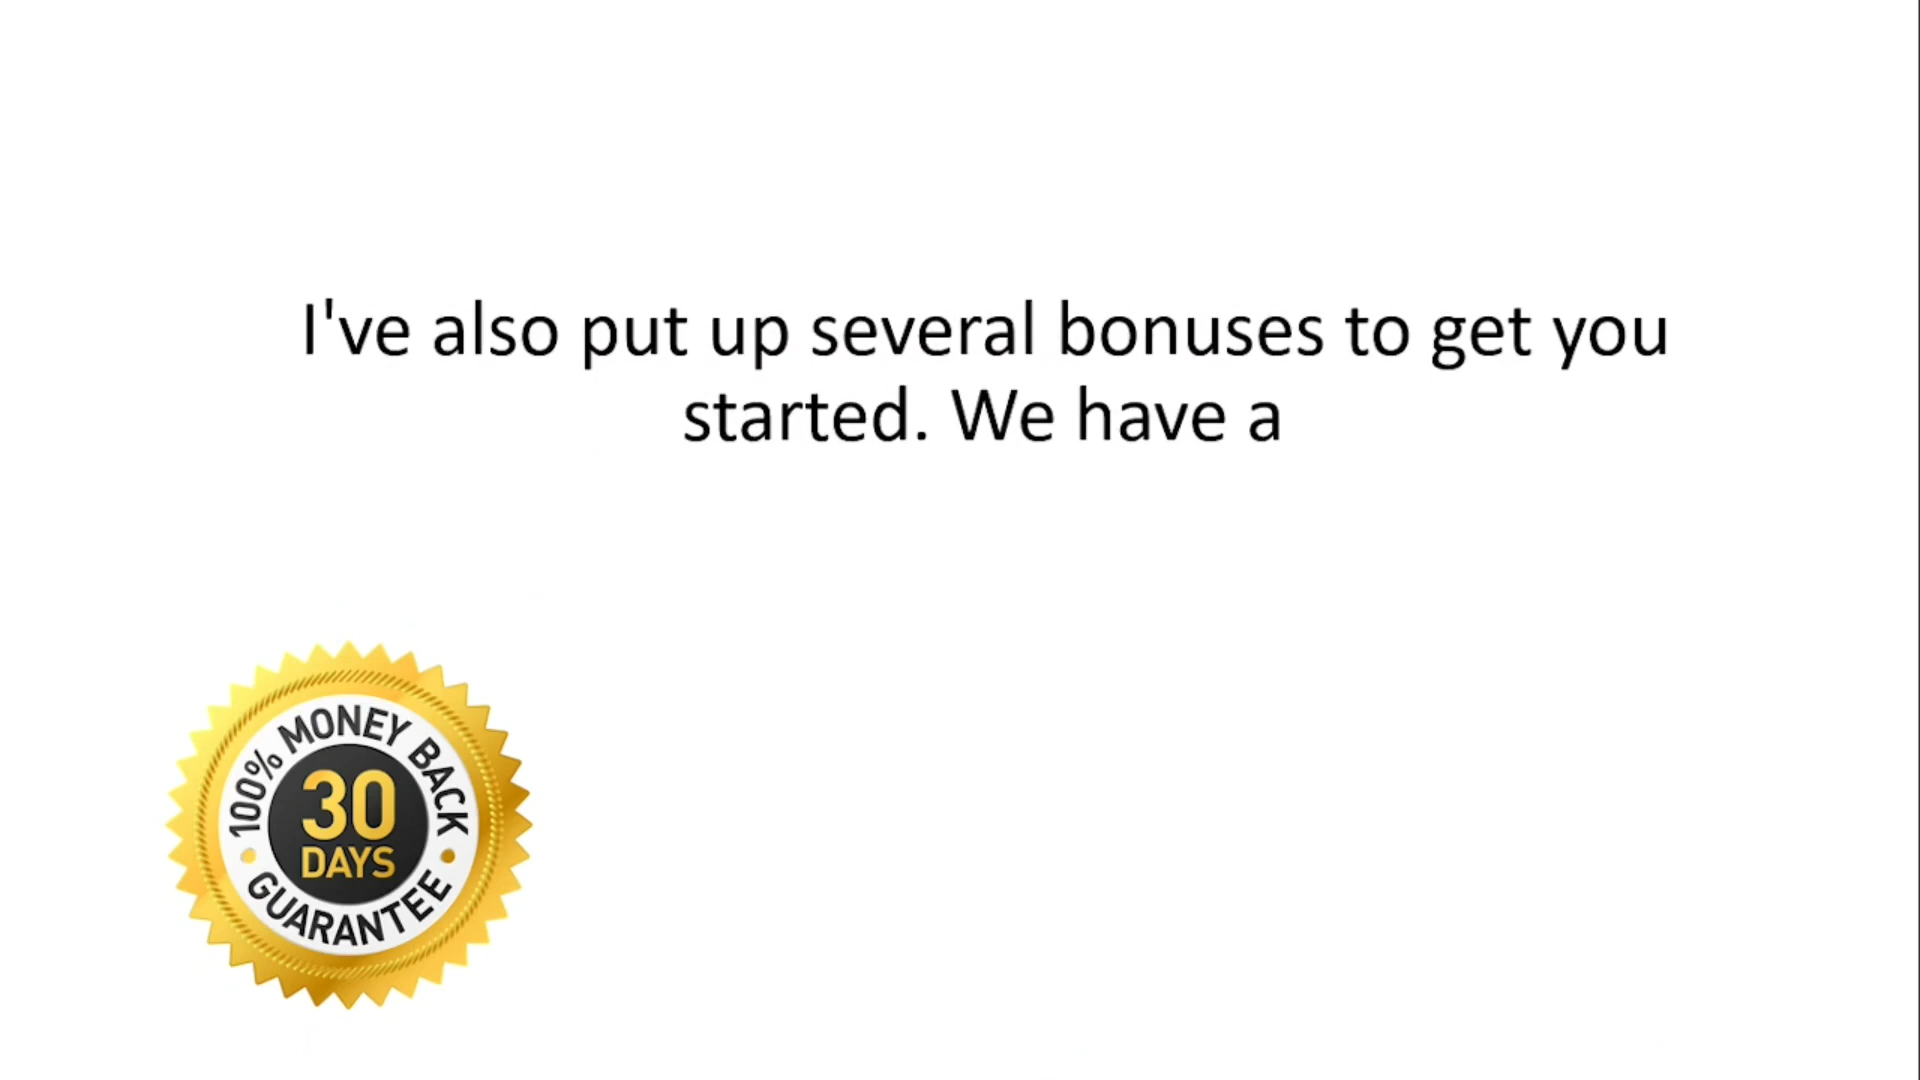 I've also put up several bonuses to get you
started. We have a
100% MONEY BACK
30
DAYS
GUARANTEE